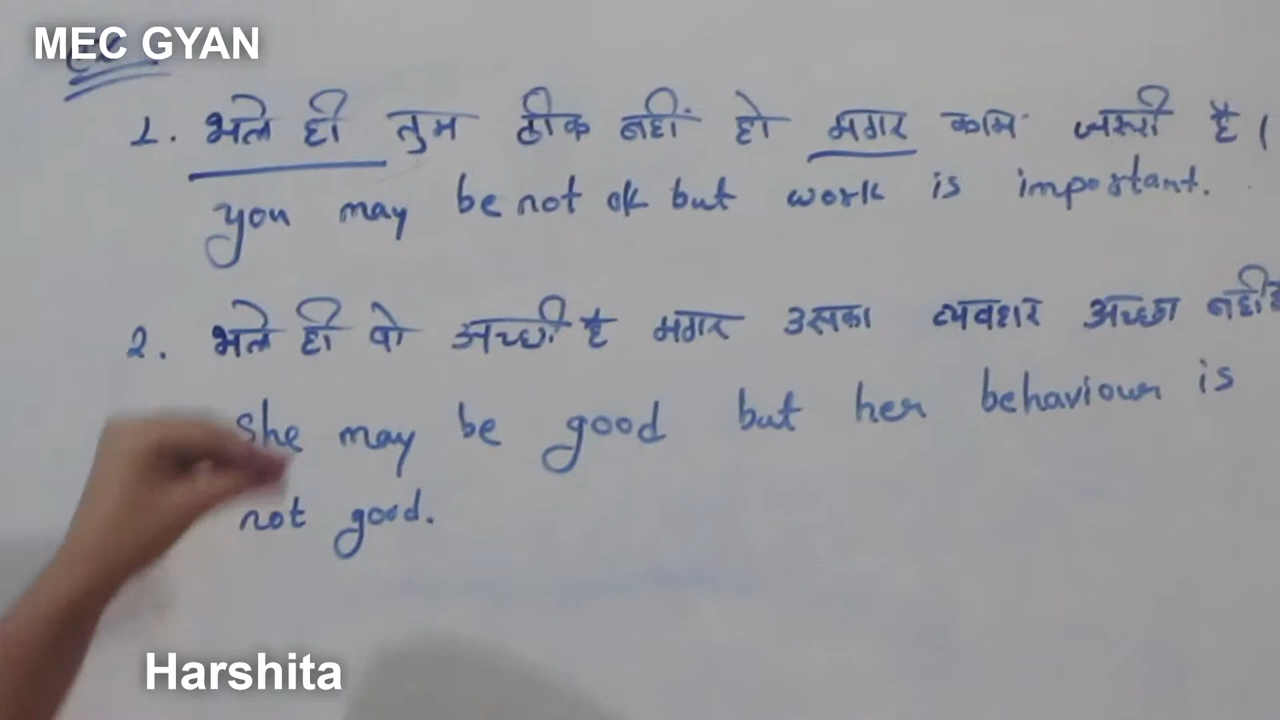 MEC GYAN
Ex
1. भले ही तुम ठीक नहीं हो मगर काम जरूरी है।
you may be not ok but work is important.
2. भले ही वो अच्छी है मगर उसका व्यवहार अच्छा नहीं है
She may be good but her behaviour is
not good.
Harshita